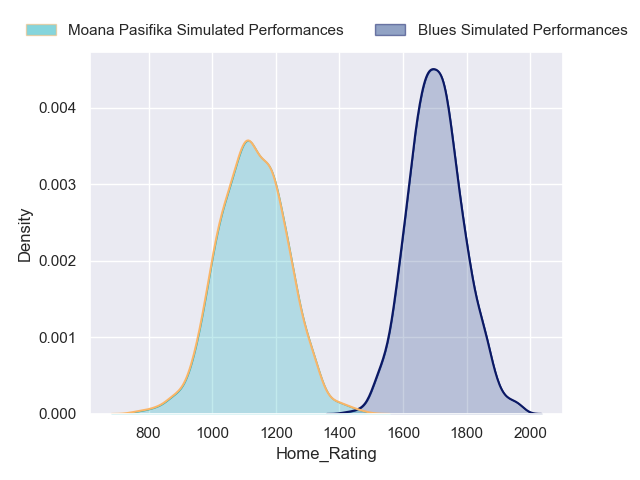 Moana Pasifika Simulated Performances Blues Simulated Performances
0.004
0.003
0.002
0.001
0.000
Density
800 1000 1200 1400 1600 1800 2000
Home_Rating